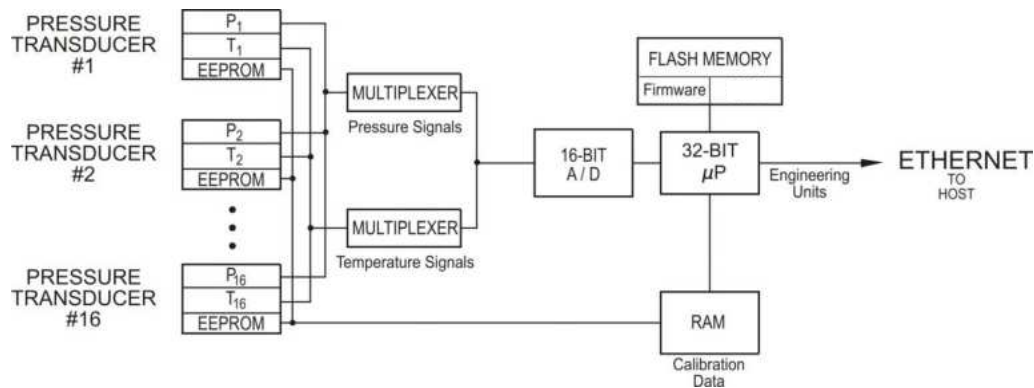 PRESSURE
TRANSDUCER
#1
P1
T1
EEPROM
PRESSURE
TRANSDUCER
#2
P2
T2
EEPROM
PRESSURE
TRANSDUCER
#16
P16
T16
EEPROM
MULTIPLEXER
Pressure Signals
MULTIPLEXER
Temperature Signals
16-BIT
A / D
FLASH MEMORY
Firmware
32-BIT
µP
Engineering
Units
ETHERNET
TO
HOST
RAM
Calibration
Data